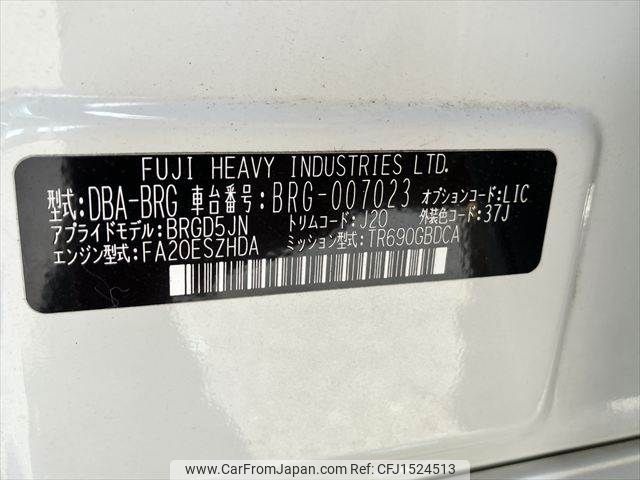 FUJI HEAVY INDUSTRIES LTD.
型式:DBA-BRG 車台番号:BRG-007023 オプションコード:LIC
アプライドモデル:BRGD5JN トリムコード:J20 外装色コード:37J
エンジン型式:FA20ESZHDA ミッション型式:TR690GBDCA
www.CarFromJapan.com - CFJ1524513